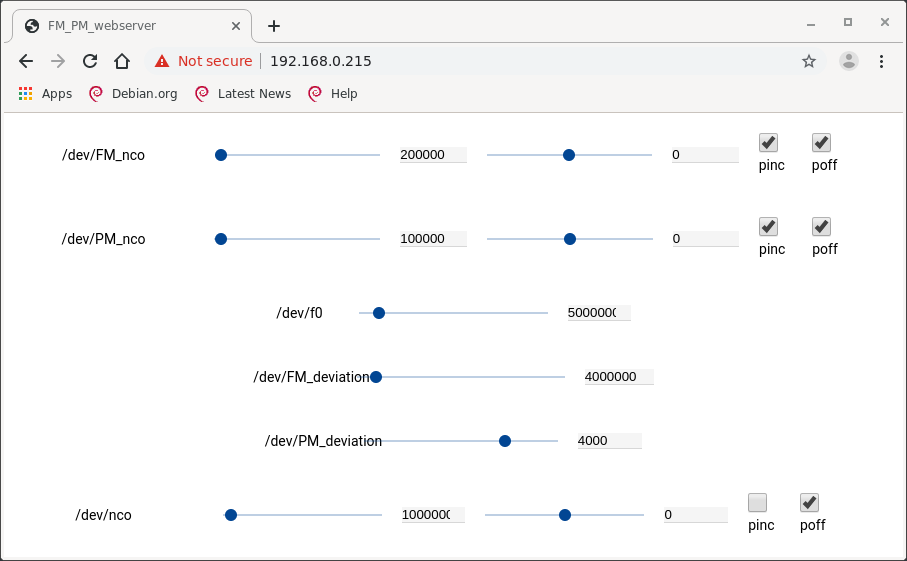 FM_PM_webserver
Not secure 192.168.0.215
Apps Debian.org Latest News Help
/dev/FM_nco 200000 0 pinc poff
/dev/PM_nco 100000 0 pinc poff
/dev/f0 5000000
/dev/FM_deviation 4000000
/dev/PM_deviation 4000
/dev/nco 1000000 0 pinc poff